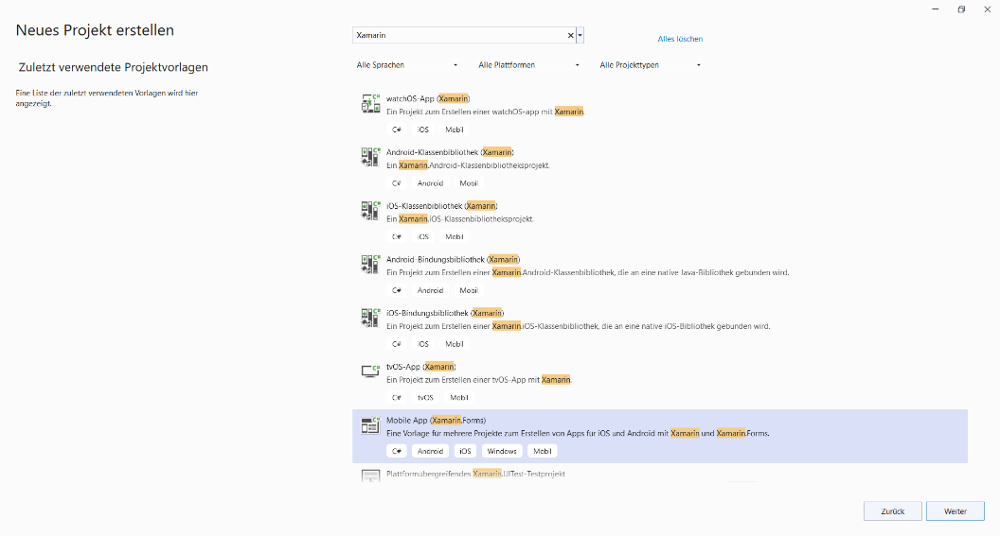 Neues Projekt erstellen
Zuletzt verwendete Projektvorlagen
Eine Liste der zuletzt verwendeten Vorlagen wird hier
angezeigt.
Xamarin
Alles löschen
Alle Sprachen
Alle Plattformen
Alle Projekttypen
watchOS-App (Xamarin)
Ein Projekt zum Erstellen einer watchOS-app mit Xamarin.
C# iOS Mobil
Android-Klassenbibliothek (Xamarin)
Ein Xamarin.Android-Klassenbibliotheksprojekt.
C# Android Mobil
iOS-Klassenbibliothek (Xamarin)
Ein Xamarin.iOS-Klassenbibliotheksprojekt.
C# iOS Mobil
Android-Bindungsbibliothek (Xamarin)
Ein Projekt zum Erstellen einer Xamarin.Android-Klassenbibliothek, die an eine native Java-Bibliothek gebunden wird.
C# Android Mobil
iOS-Bindungsbibliothek (Xamarin)
Ein Projekt zum Erstellen einer Xamarin.iOS-Klassenbibliothek, die an eine native iOS-Bibliothek gebunden wird.
C# iOS Mobil
tvOS-App (Xamarin)
Ein Projekt zum Erstellen einer tvOS-App mit Xamarin.
C# tvOS Mobil
Mobile App (Xamarin.Forms)
Eine Vorlage für mehrere Projekte zum Erstellen von Apps für iOS und Android mit Xamarin und Xamarin.Forms.
C# Android iOS Windows Mobil
Plattformübergreifendes Xamarin.UITest-Testprojekt
Zurück
Weiter